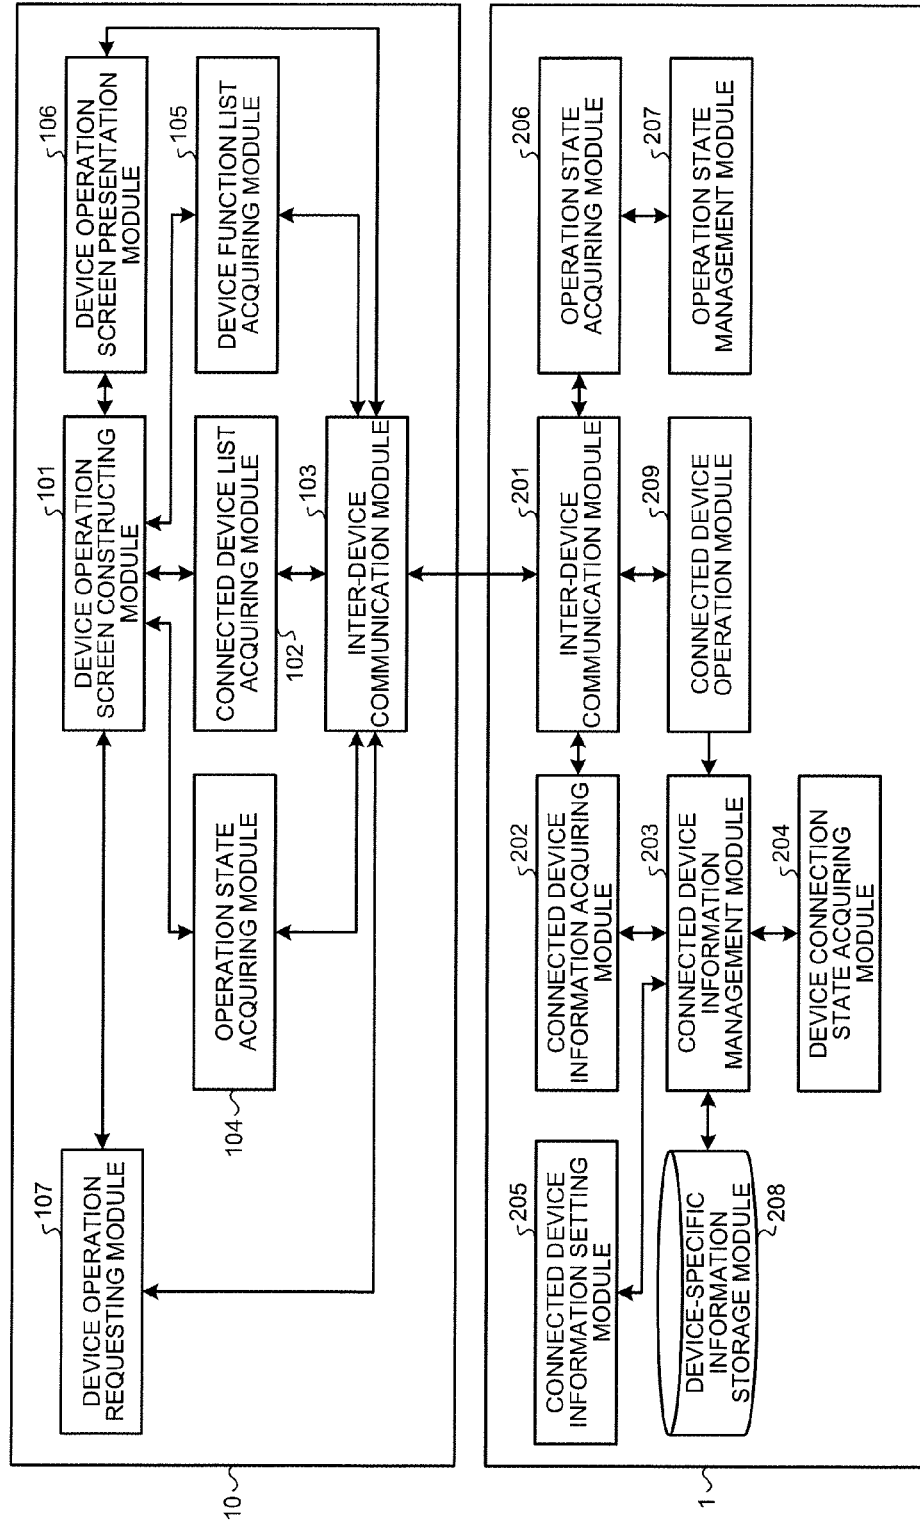 10
107
DEVICE OPERATION
REQUESTING MODULE
101
DEVICE OPERATION
SCREEN CONSTRUCTING
MODULE
106
DEVICE OPERATION
SCREEN PRESENTATION
MODULE
104
OPERATION STATE
ACQUIRING MODULE
102
CONNECTED DEVICE LIST
ACQUIRING MODULE
105
DEVICE FUNCTION LIST
ACQUIRING MODULE
103
INTER-DEVICE
COMMUNICATION MODULE
1
205
CONNECTED DEVICE
INFORMATION SETTING
MODULE
202
CONNECTED DEVICE
INFORMATION ACQUIRING
MODULE
201
INTER-DEVICE
COMMUNICATION MODULE
206
OPERATION STATE
ACQUIRING MODULE
DEVICE-SPECIFIC
INFORMATION
STORAGE MODULE
208
203
CONNECTED DEVICE
INFORMATION
MANAGEMENT MODULE
209
CONNECTED DEVICE
OPERATION MODULE
207
OPERATION STATE
MANAGEMENT MODULE
204
DEVICE CONNECTION
STATE ACQUIRING
MODULE